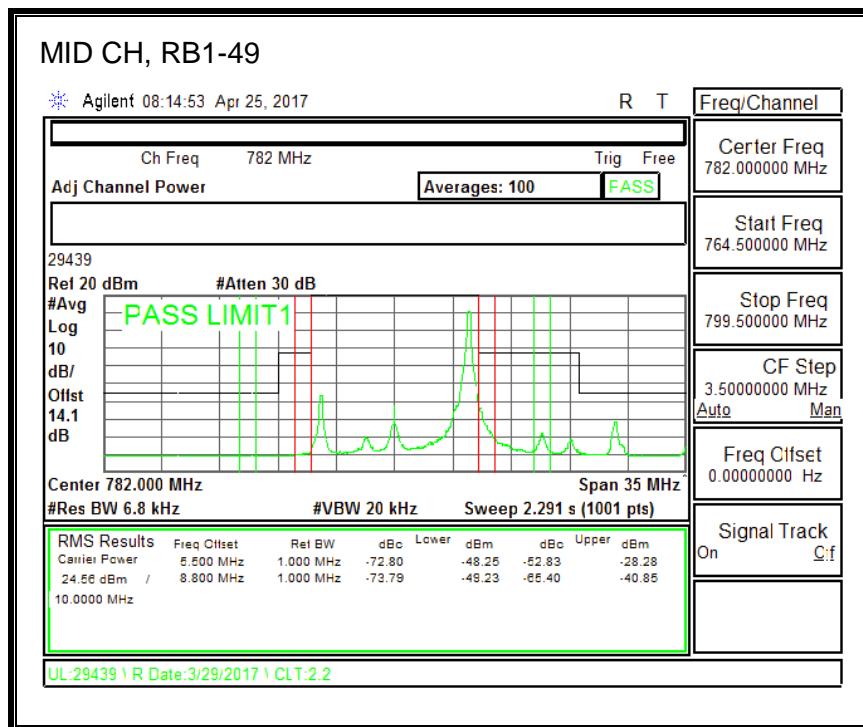 MID CH, RB1-49
Agilent 08:14:53 Apr 25, 2017 R T
Freq/Channel
Ch Freq 782 MHz Trig Free
Adj Channel Power Averages: 100 PASS
29439
Ref 20 dBm #Atten 30 dB
#Avg
Log
10
dB/
Offst
14.1
dB
PASS LIMIT1
Center 782.000 MHz Span 35 MHz
#Res BW 6.8 kHz #VBW 20 kHz Sweep 2.291 s (1001 pts)
RMS Results Freq Offset Ref BW dBc Lower dBm dBc Upper dBm
Carrier Power 5.500 MHz 1.000 MHz -72.80 -48.25 -52.83 -28.28
24.56 dBm / 8.800 MHz 1.000 MHz -73.79 -49.23 -65.40 -40.85
10.0000 MHz
UL:29439 \ R Date:3/29/2017 \ CLT:2.2
Center Freq
782.000000 MHz
Start Freq
764.500000 MHz
Stop Freq
799.500000 MHz
CF Step
3.50000000 MHz
Auto Man
Freq Offset
0.00000000 Hz
Signal Track
On Off